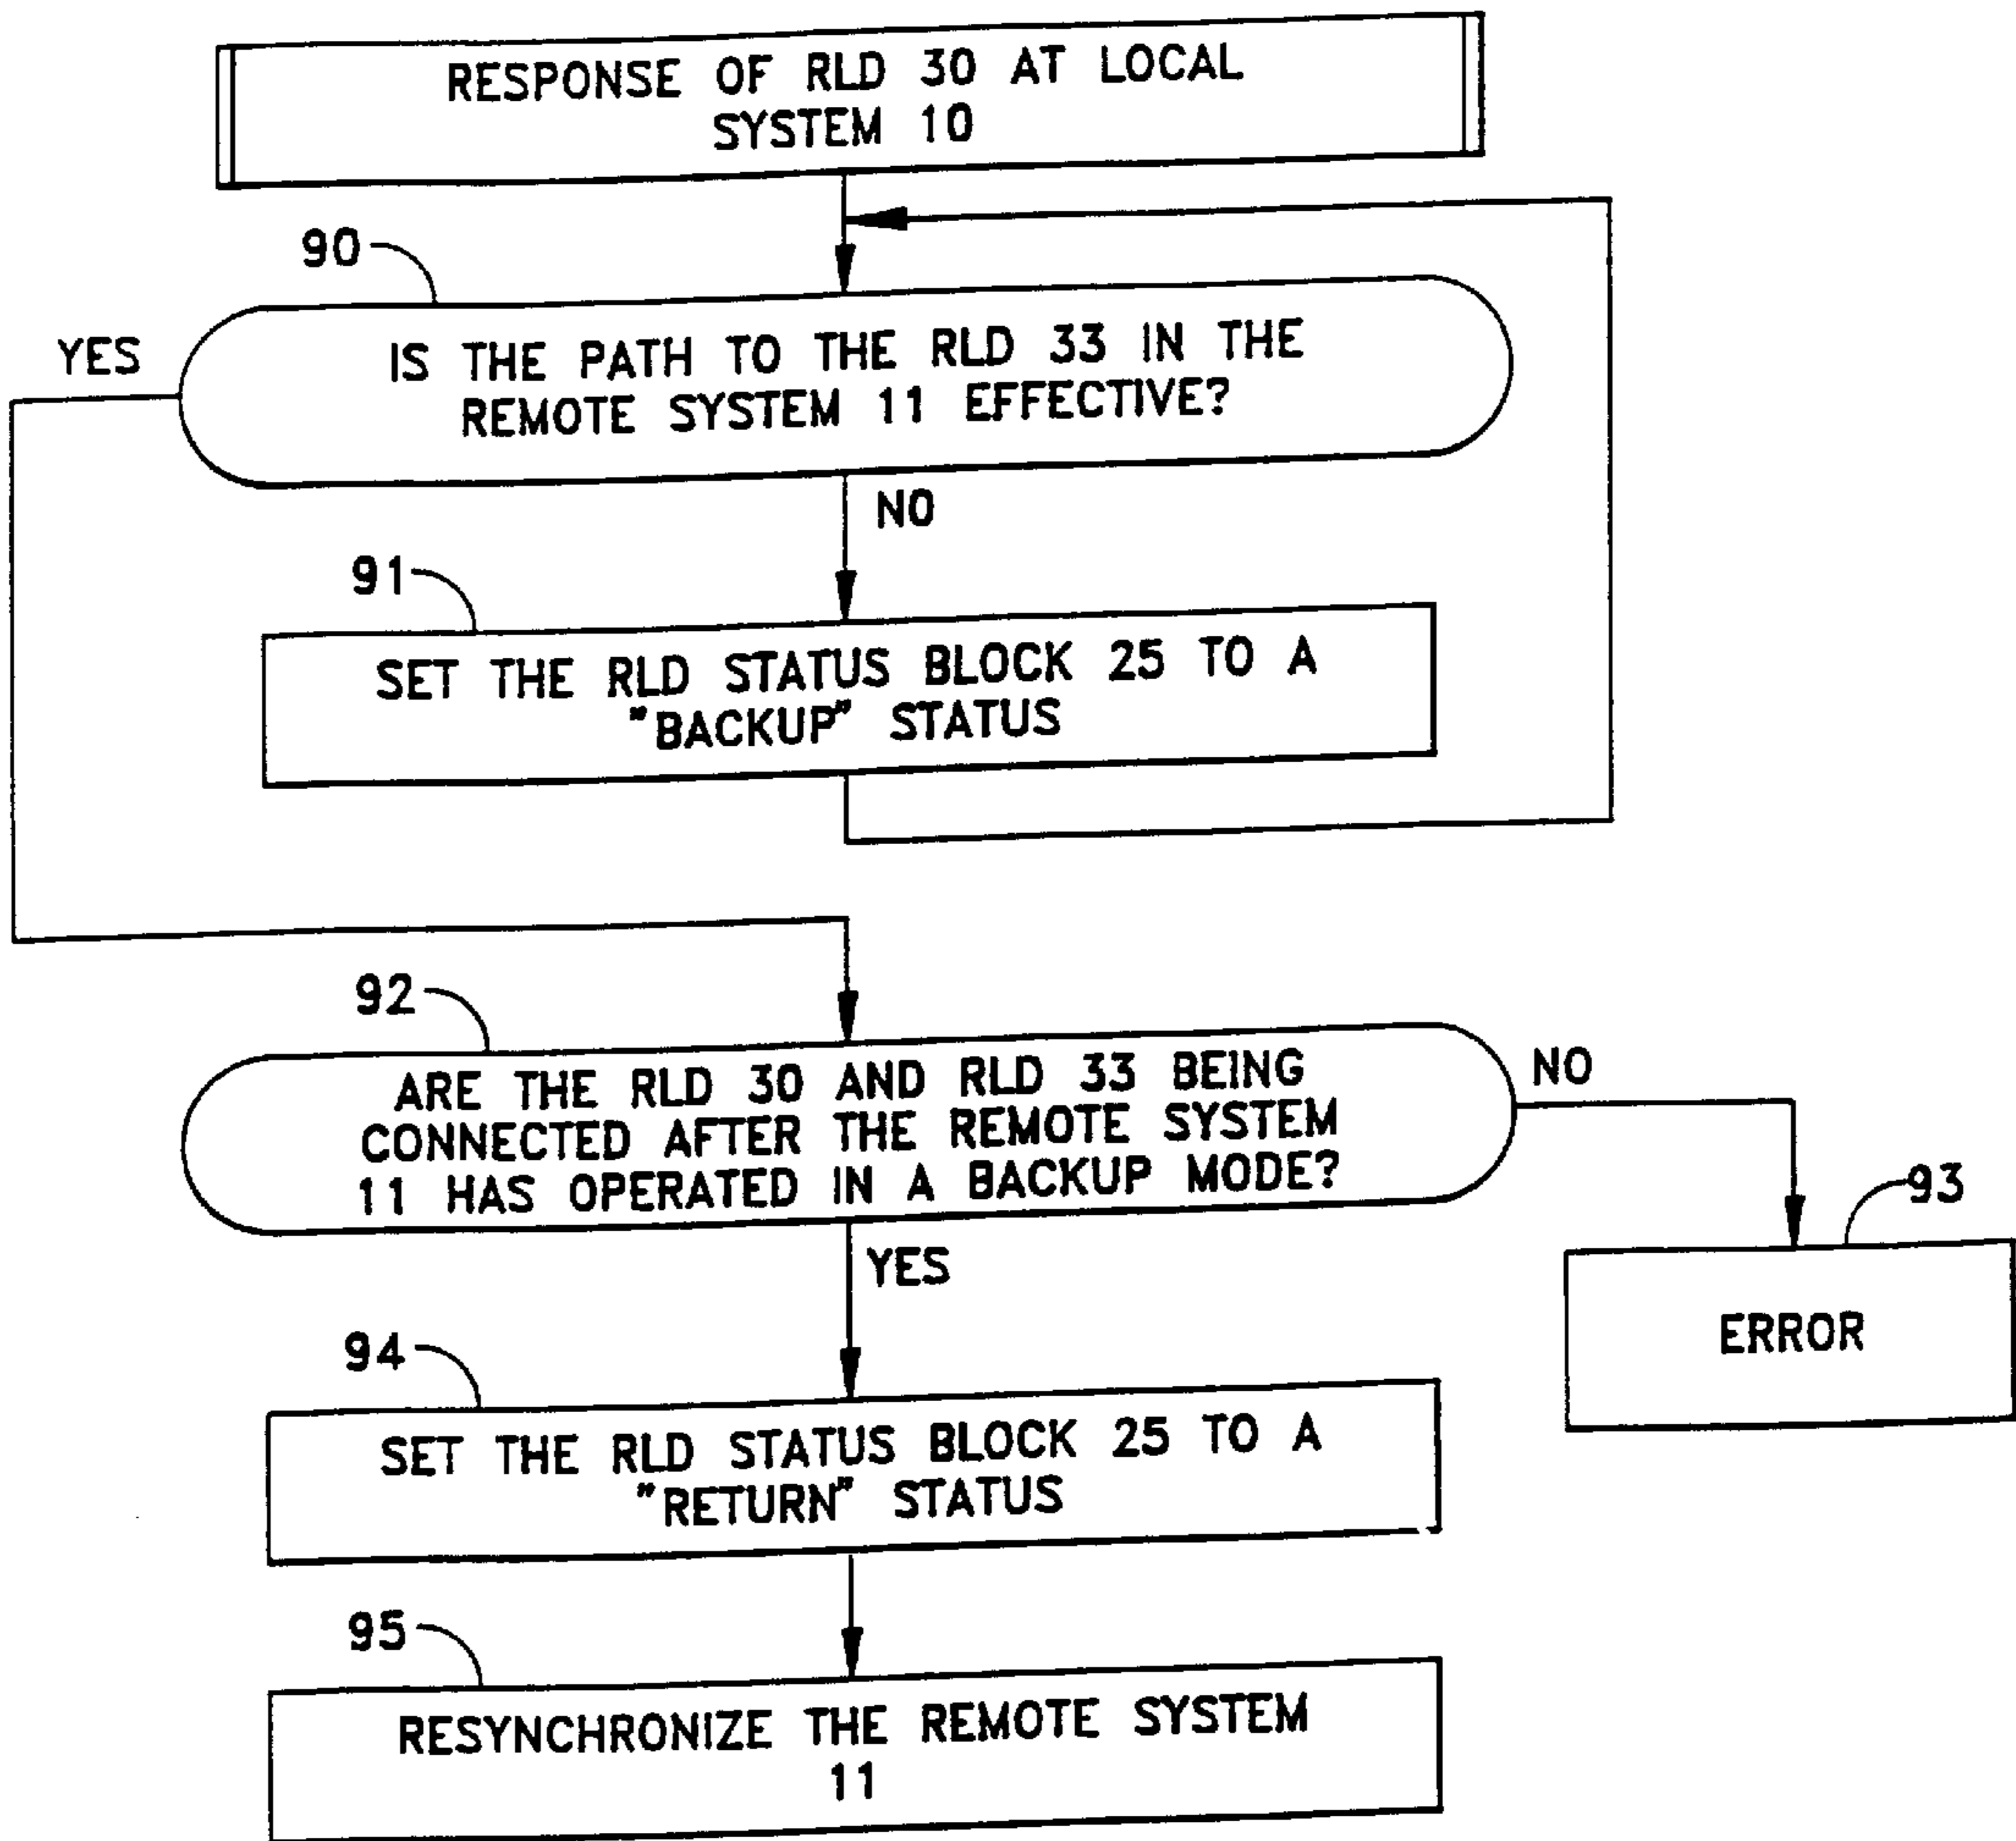 RESPONSE OF RLD 30 AT LOCAL
SYSTEM 10
90
YES
IS THE PATH TO THE RLD 33 IN THE
REMOTE SYSTEM 11 EFFECTIVE?
NO
91
SET THE RLD STATUS BLOCK 25 TO A
"BACKUP" STATUS
92
ARE THE RLD 30 AND RLD 33 BEING
CONNECTED AFTER THE REMOTE SYSTEM
11 HAS OPERATED IN A BACKUP MODE?
NO
93
YES
ERROR
94
SET THE RLD STATUS BLOCK 25 TO A
"RETURN" STATUS
95
RESYNCHRONIZE THE REMOTE SYSTEM
11